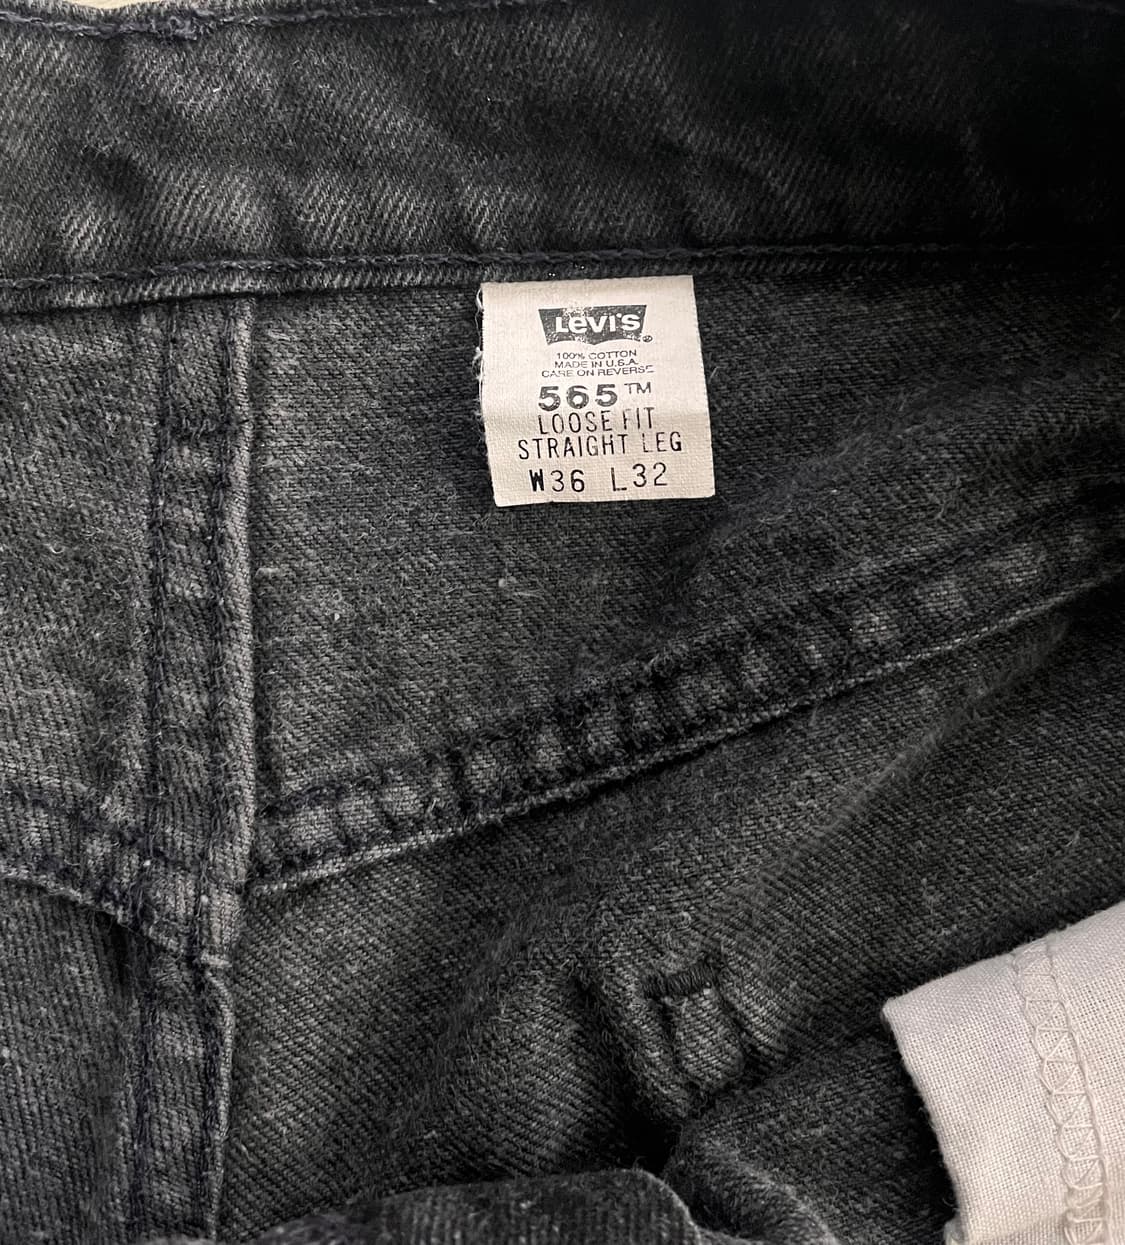 LEVI'S®
100% COTTON
MADE IN U.S.A.
CARE ON REVERSE
565™
LOOSE FIT
STRAIGHT LEG
W36 L32